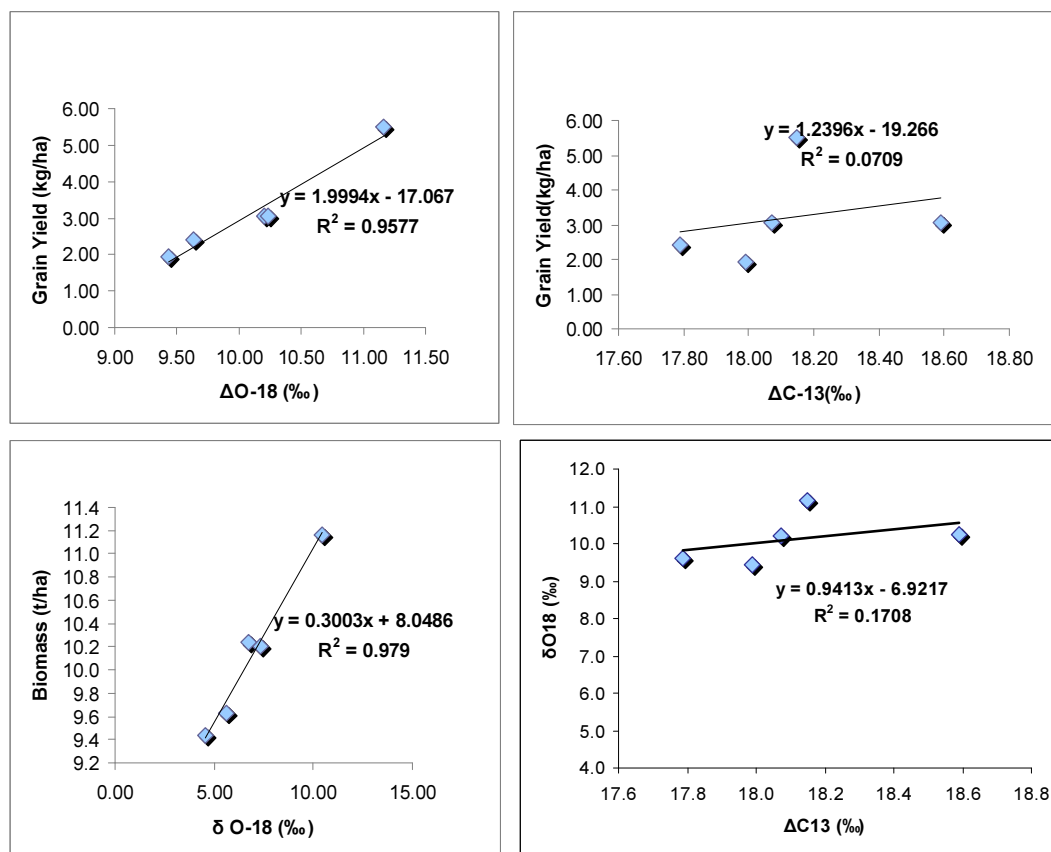 Grain Yield (kg/ha)
6.00
5.00
4.00
3.00
2.00
1.00
0.00
y = 1.9994x - 17.067
R² = 0.9577
9.00 9.50 10.00 10.50 11.00 11.50
ΔO-18 (‰)
Grain Yield(kg/ha)
6.00
5.00
4.00
3.00
2.00
1.00
0.00
y = 1.2396x - 19.266
R² = 0.0709
17.60 17.80 18.00 18.20 18.40 18.60 18.80
ΔC-13(‰)
Biomass (t/ha)
11.4
11.2
11.0
10.8
10.6
10.4
10.2
10.0
9.8
9.6
9.4
9.2
y = 0.3003x + 8.0486
R² = 0.979
0.00 5.00 10.00 15.00
δ O-18 (‰)
δO18 (‰)
12.0
11.0
10.0
9.0
8.0
7.0
6.0
5.0
4.0
y = 0.9413x - 6.9217
R² = 0.1708
17.6 17.8 18.0 18.2 18.4 18.6 18.8
ΔC13 (‰)